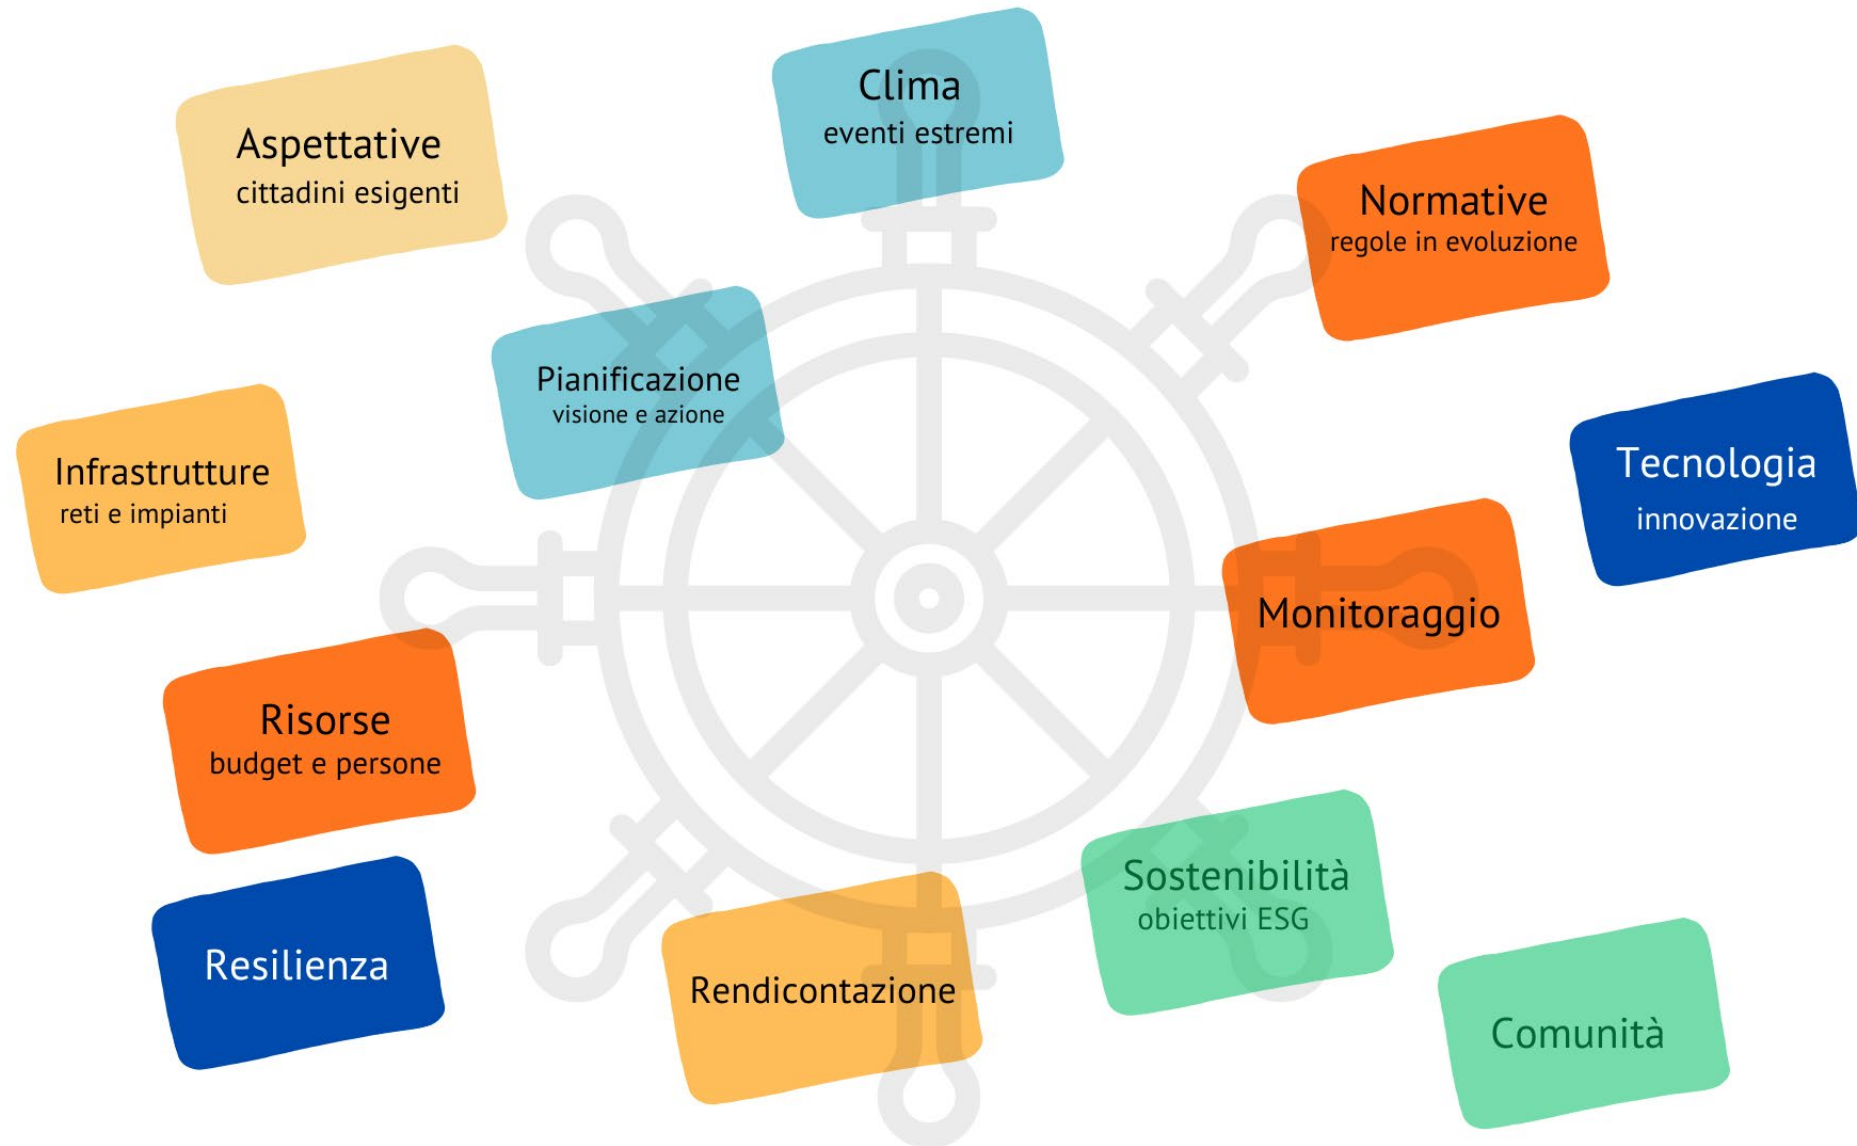 Aspettative
cittadini esigenti
Clima
eventi estremi
Normative
regole in evoluzione
Pianificazione
visione e azione
Infrastrutture
reti e impianti
Tecnologia
innovazione
Monitoraggio
Risorse
budget e persone
Sostenibilità
obiettivi ESG
Resilienza
Rendicontazione
Comunità